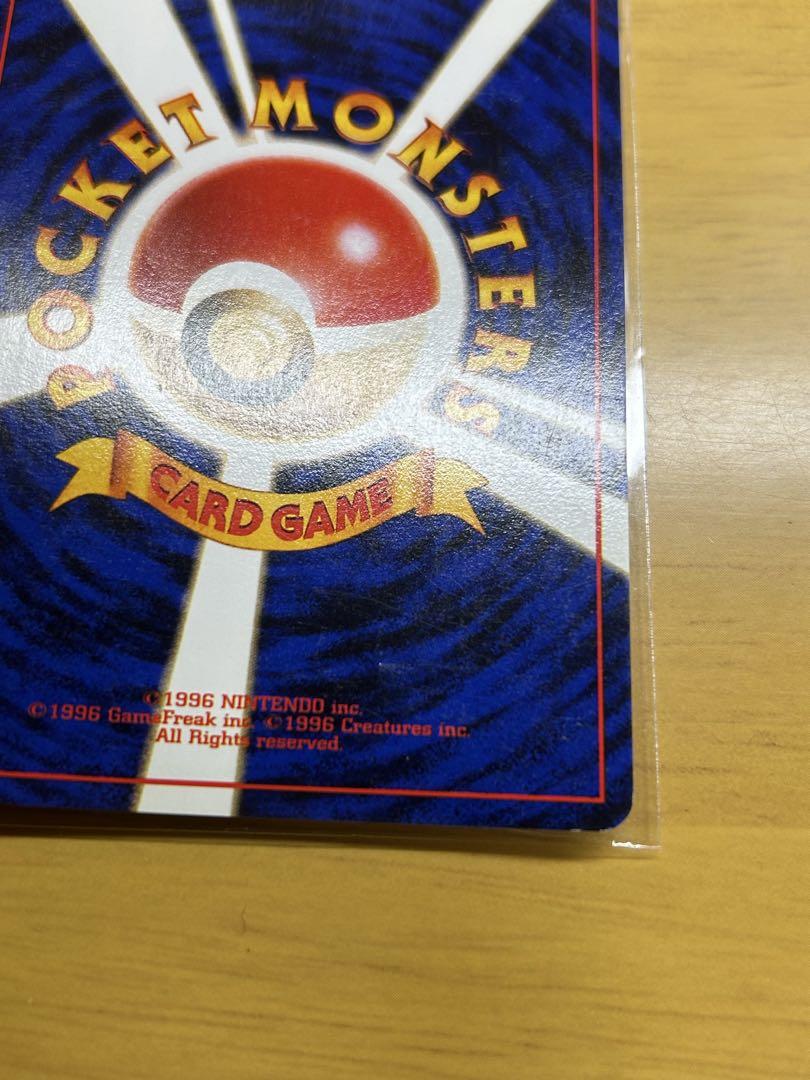 POCKET MONSTERS
CARD GAME
©1996 NINTENDO inc.
©1996 GameFreak inc. ©1996 Creatures inc.
All Rights reserved.